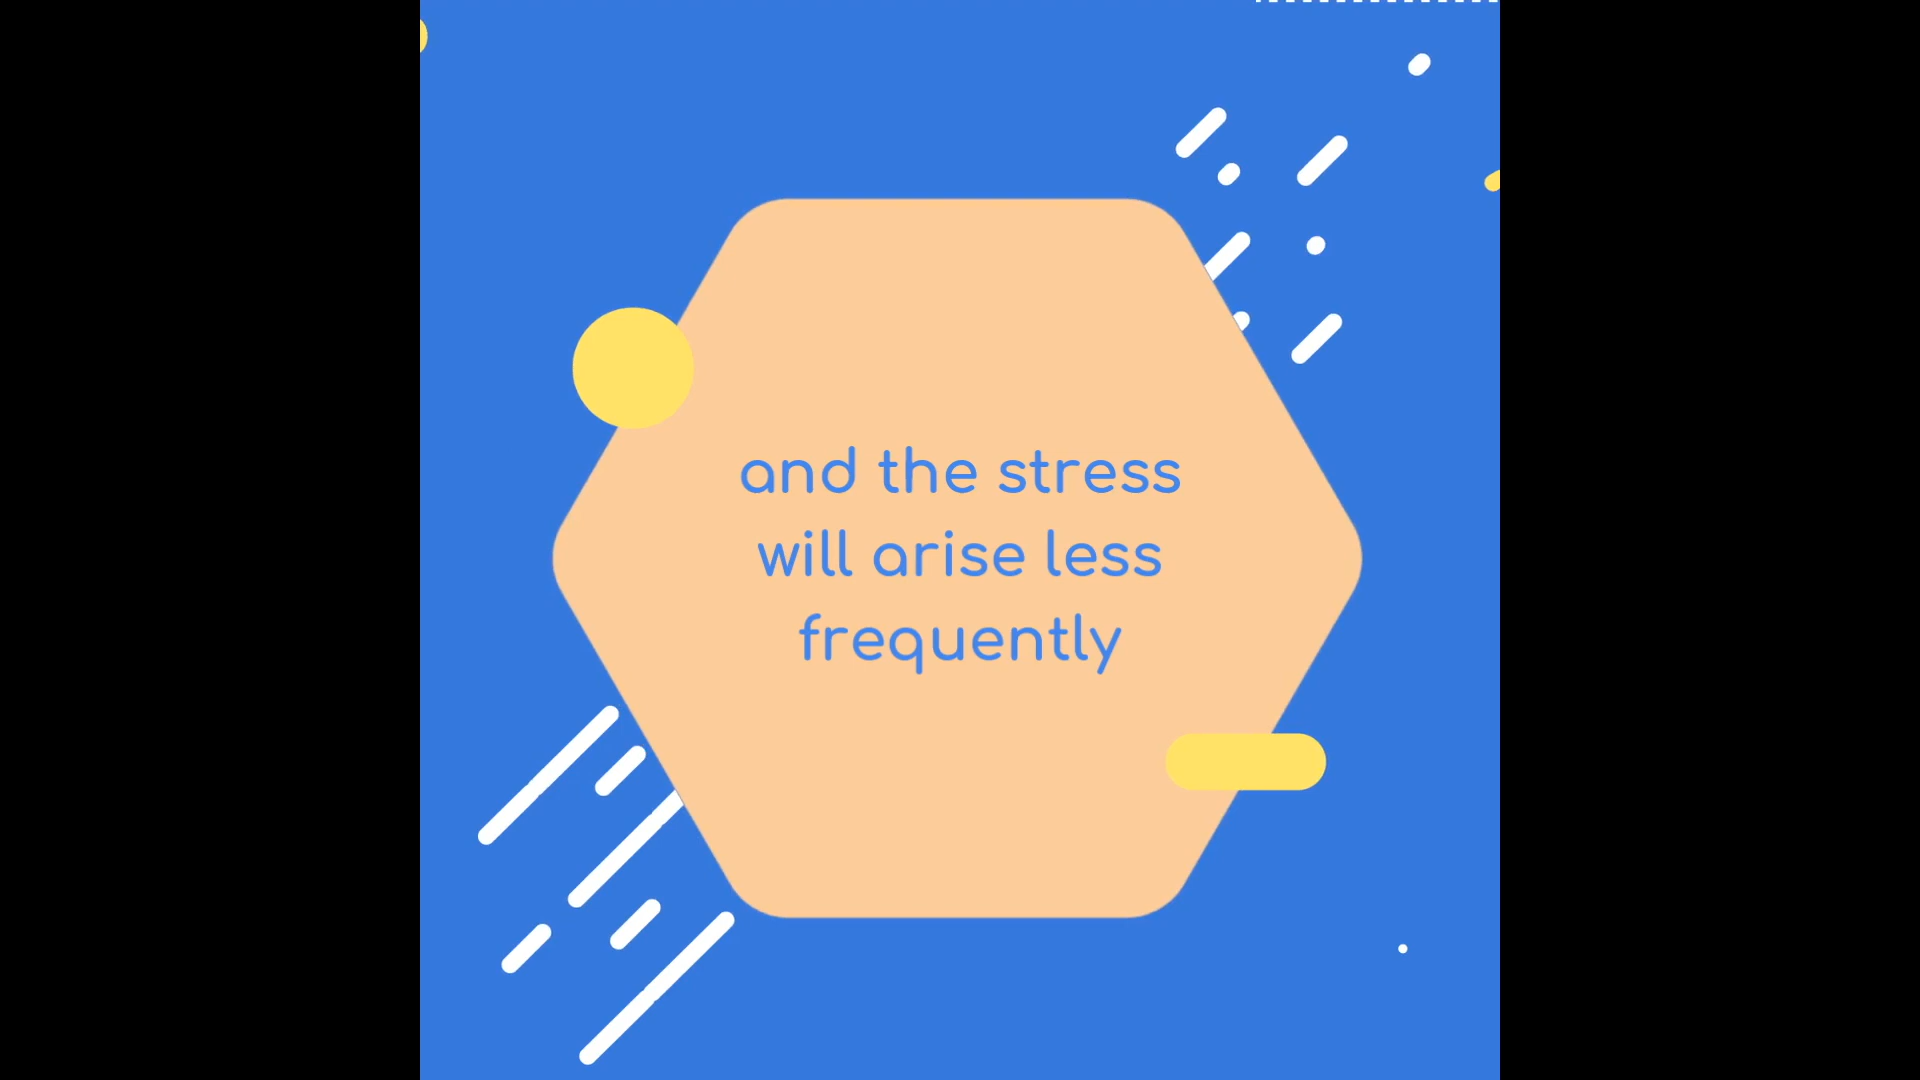 and the stress
will arise less
frequently